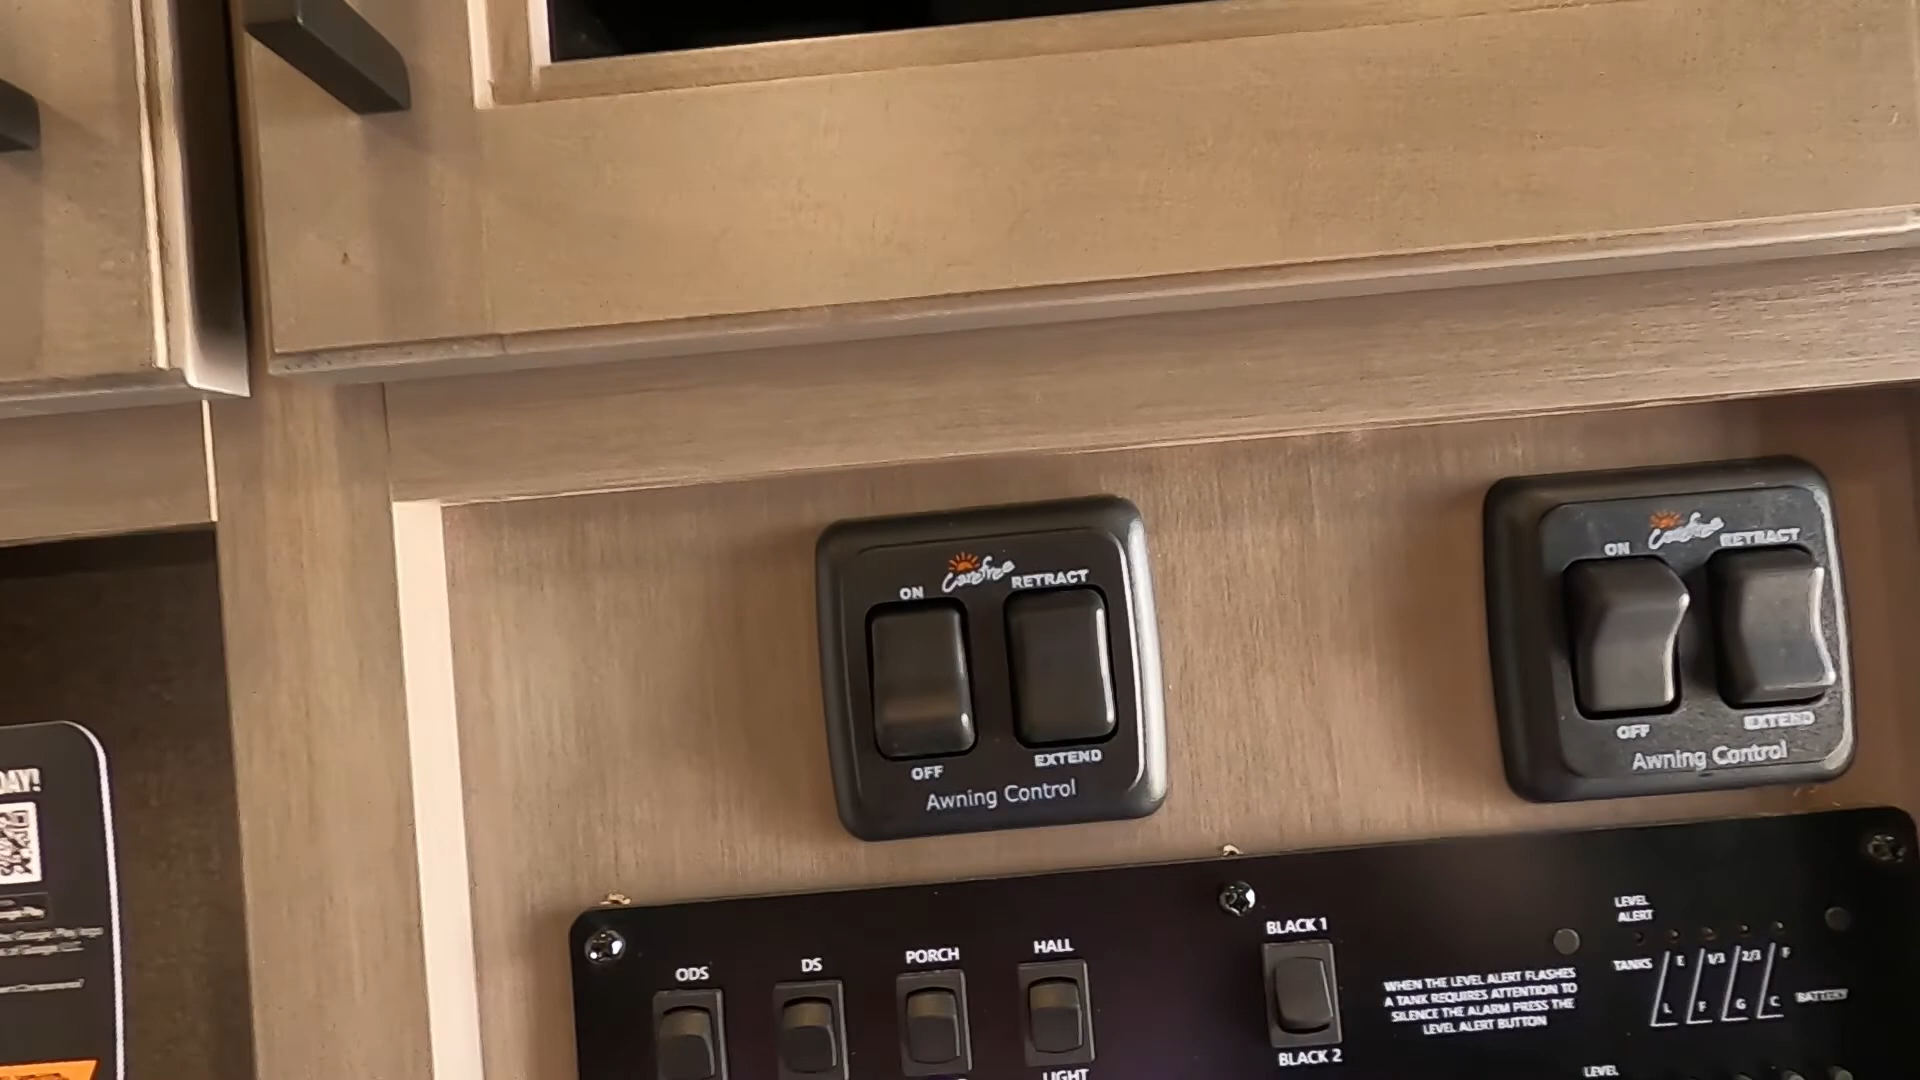 Carefree
ON
RETRACT
OFF
EXTEND
Awning Control
Carefree
ON
RETRACT
OFF
EXTEND
Awning Control
DAY!
ODS
DS
PORCH
HALL
LIGHT
BLACK 1
BLACK 2
WHEN THE LEVEL ALERT FLASHES
A TANK REQUIRES ATTENTION TO
SILENCE THE ALARM PRESS THE
LEVEL ALERT BUTTON
LEVEL
ALERT
TANKS
E 1/3 2/3 F
L F G C
BATTERY
LEVEL